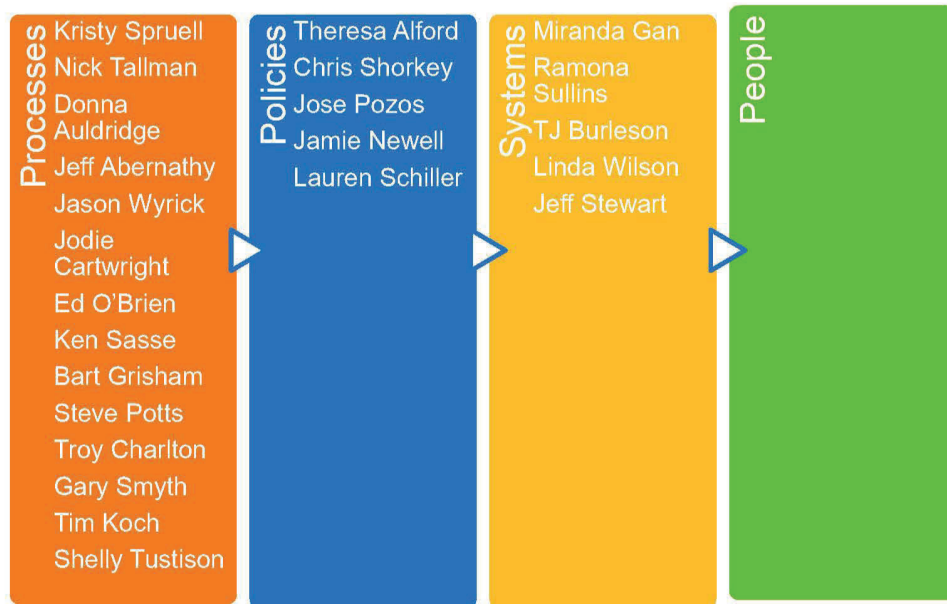 Processes
Kristy Spruell
Nick Tallman
Donna
Auldridge
Jeff Abernathy
Jason Wyrick
Jodie
Cartwright
Ed O’Brien
Ken Sasse
Bart Grisham
Steve Potts
Troy Charlton
Gary Smyth
Tim Koch
Shelly Tustison
Policies
Theresa Alford
Chris Shorkey
Jose Pozos
Jamie Newell
Lauren Schiller
Systems
Miranda Gan
Ramona
Sullins
TJ Burleson
Linda Wilson
Jeff Stewart
People